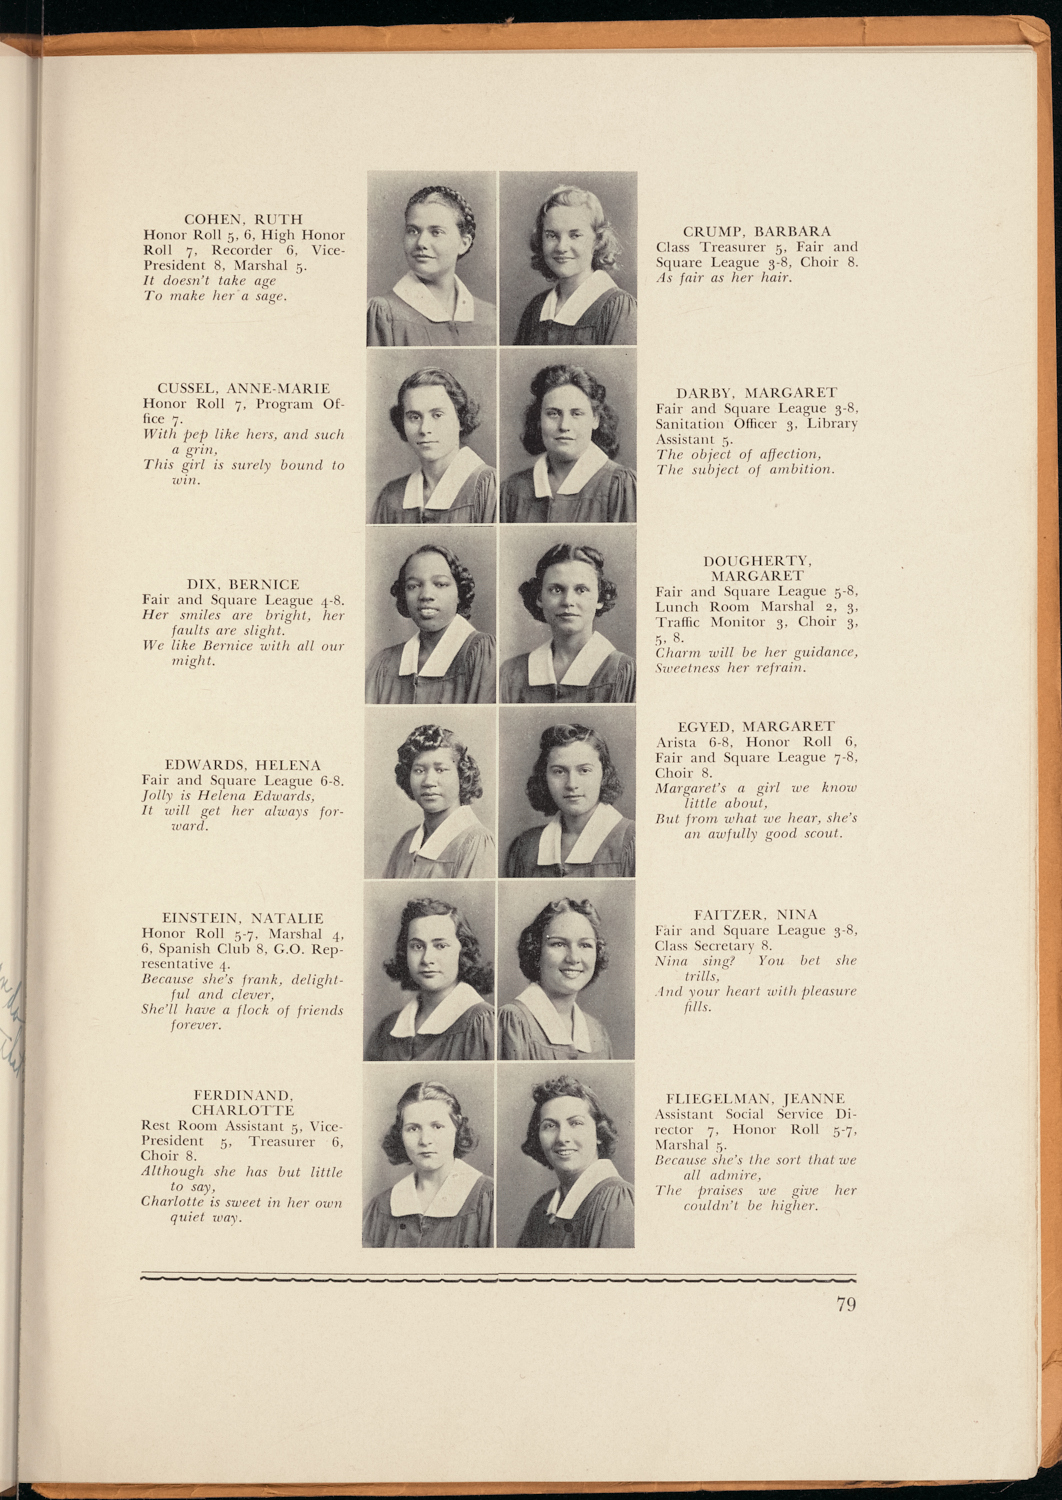 COHEN, RUTH
Honor Roll 5, 6, High Honor
Roll 7, Recorder 6, Vice-
President 8, Marshal 5.
It doesn't take age
To make her a sage.
CRUMP, BARBARA
Class Treasurer 5, Fair and
Square League 3-8, Choir 8.
As fair as her hair.
CUSSEL, ANNE-MARIE
Honor Roll 7, Program Of-
fice 7.
With pep like hers, and such
a grin,
This girl is surely bound to
win.
DARBY, MARGARET
Fair and Square League 3-8,
Sanitation Officer 3, Library
Assistant 5.
The object of affection,
The subject of ambition.
DIX, BERNICE
Fair and Square League 4-8.
Her smiles are bright, her
faults are slight.
We like Bernice with all our
might.
DOUGHERTY,
MARGARET
Fair and Square League 5-8,
Lunch Room Marshal 2, 3,
Traffic Monitor 3, Choir 3,
5, 8.
Charm will be her guidance,
Sweetness her refrain.
EDWARDS, HELENA
Fair and Square League 6-8.
Jolly is Helena Edwards,
It will get her always for-
ward.
EGYED, MARGARET
Arista 6-8, Honor Roll 6,
Fair and Square League 7-8,
Choir 8.
Margaret's a girl we know
little about,
But from what we hear, she's
an awfully good scout.
EINSTEIN, NATALIE
Honor Roll 5-7, Marshal 4,
6, Spanish Club 8, G.O. Rep-
resentative 4.
Because she's frank, delight-
ful and clever,
She'll have a flock of friends
forever.
FAITZER, NINA
Fair and Square League 3-8,
Class Secretary 8.
Nina sing? You bet she
trills,
And your heart with pleasure
fills.
FERDINAND,
CHARLOTTE
Rest Room Assistant 5, Vice-
President 5, Treasurer 6,
Choir 8.
Although she has but little
to say,
Charlotte is sweet in her own
quiet way.
FLIEGELMAN, JEANNE
Assistant Social Service Di-
rector 7, Honor Roll 5-7,
Marshal 5.
Because she's the sort that we
all admire,
The praises we give her
couldn't be higher.
79